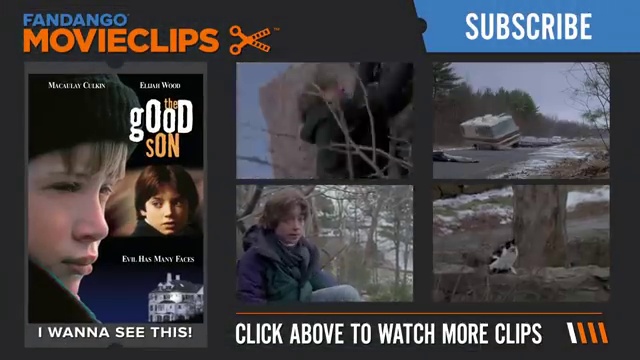 FANDANGO
MOVIECLIPS™
SUBSCRIBE
MACAULAY CULKIN ELIJAH WOOD
the
gOOD
sON
EVIL HAS MANY FACES
I WANNA SEE THIS!
CLICK ABOVE TO WATCH MORE CLIPS